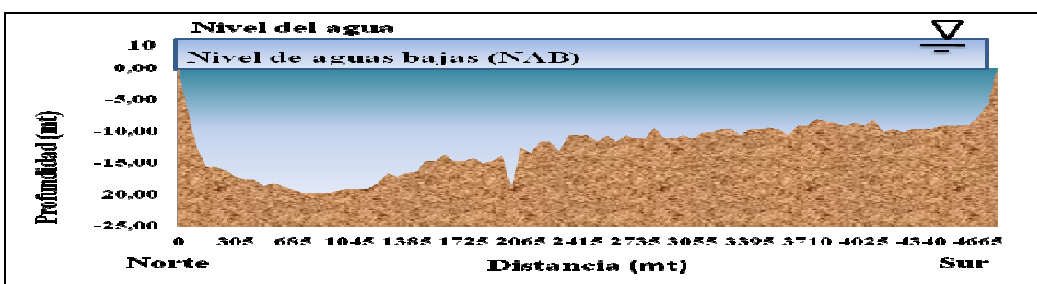 Nivel del agua
10
Nivel de aguas bajas (NAB)
0,00
-5,00
-10,00
-15,00
20,00
-25,00
Profundidad (mt)
0 305 685 1045 1385 1725 2065 2415 2735 3055 3395 3710 4025 4340 4665
Norte Distancia (mt) Sur